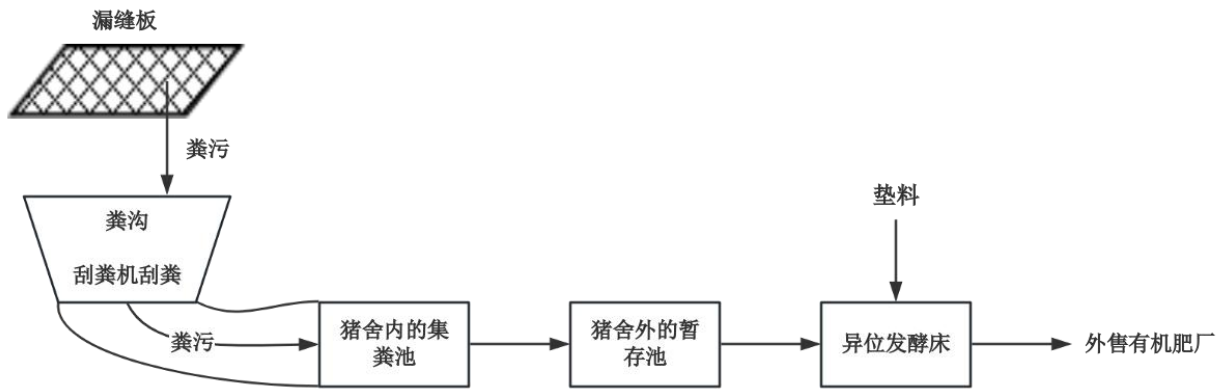 漏缝板
粪污
粪沟
刮粪机刮粪
粪污
猪舍内的集
粪池
猪舍外的暂
存池
垫料
异位发酵床
外售有机肥厂